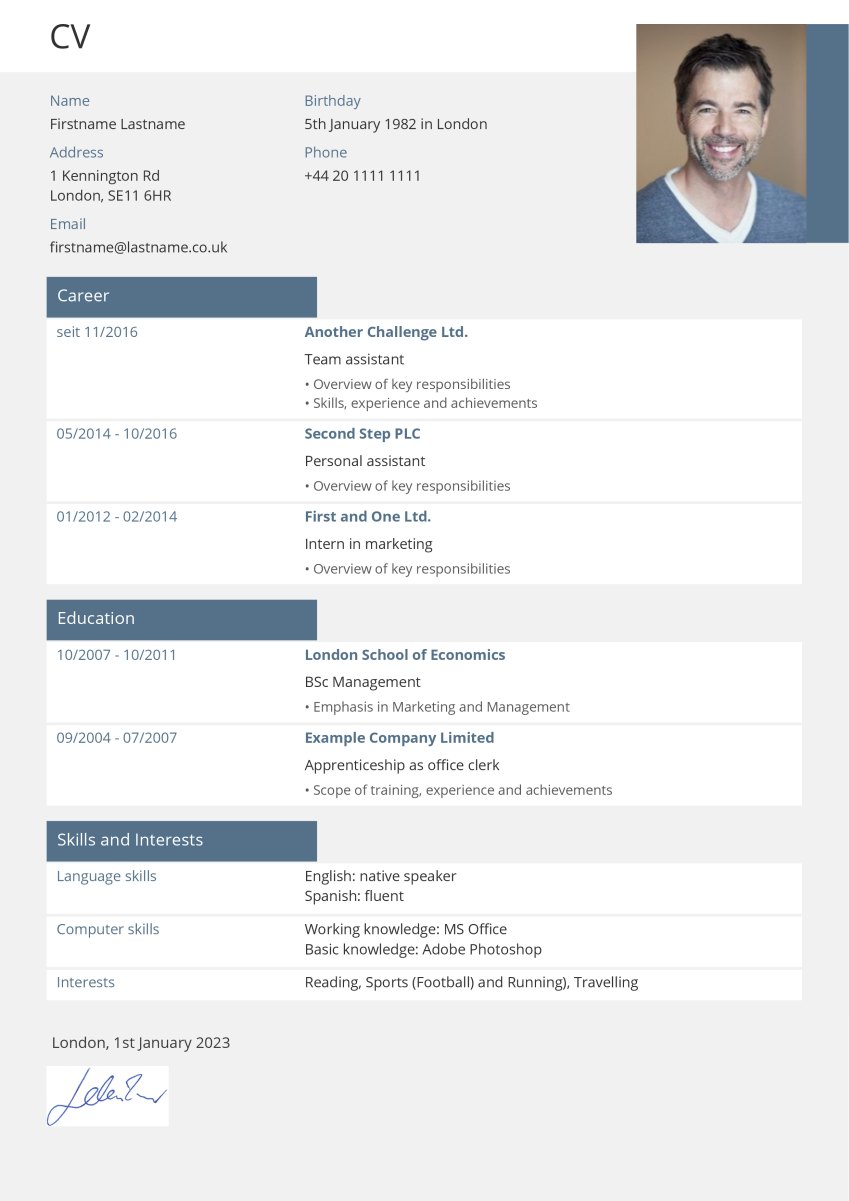 CV
Name
Firstname Lastname
Birthday
5th January 1982 in London
Address
1 Kennington Rd
London, SE11 6HR
Phone
+44 20 1111 1111
Email
firstname@lastname.co.uk
Career
seit 11/2016
Another Challenge Ltd.
Team assistant
• Overview of key responsibilities
• Skills, experience and achievements
05/2014 - 10/2016
Second Step PLC
Personal assistant
• Overview of key responsibilities
01/2012 - 02/2014
First and One Ltd.
Intern in marketing
• Overview of key responsibilities
Education
10/2007 - 10/2011
London School of Economics
BSc Management
• Emphasis in Marketing and Management
09/2004 - 07/2007
Example Company Limited
Apprenticeship as office clerk
• Scope of training, experience and achievements
Skills and Interests
Language skills
English: native speaker
Spanish: fluent
Computer skills
Working knowledge: MS Office
Basic knowledge: Adobe Photoshop
Interests
Reading, Sports (Football) and Running), Travelling
London, 1st January 2023